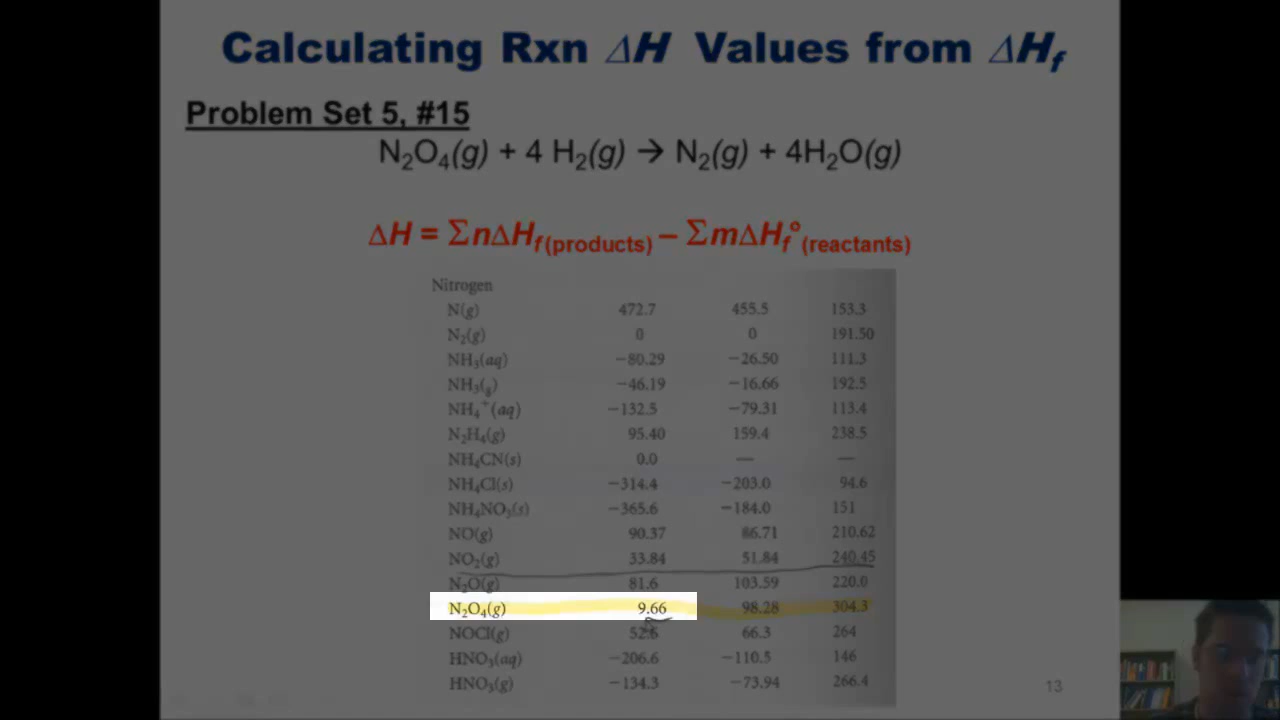 Calculating Rxn ΔH Values from ΔHf
Problem Set 5, #15
N₂O₄(g) + 4 H₂(g) → N₂(g) + 4H₂O(g)
ΔH = ΣnΔHf(products) – ΣmΔHf°(reactants)
Nitrogen
N(g) 472.7 455.5 153.3
N₂(g) 0 0 191.50
NH₃(aq) −80.29 −26.50 111.3
NH₃(g) −46.19 −16.66 192.5
NH₄⁺(aq) −132.5 −79.31 113.4
N₂H₄(g) 95.40 159.4 238.5
NH₄CN(s) 0.0 — —
NH₄Cl(s) −314.4 −203.0 94.6
NH₄NO₃(s) −365.6 −184.0 151
NO(g) 90.37 86.71 210.62
NO₂(g) 33.84 51.84 240.45
N₂O(g) 81.6 103.59 220.0
N₂O₄(g) 9.66 98.28 304.3
NOCl(g) 52.6 66.3 264
HNO₃(aq) −206.6 −110.5 146
HNO₃(g) −134.3 −73.94 266.4
13